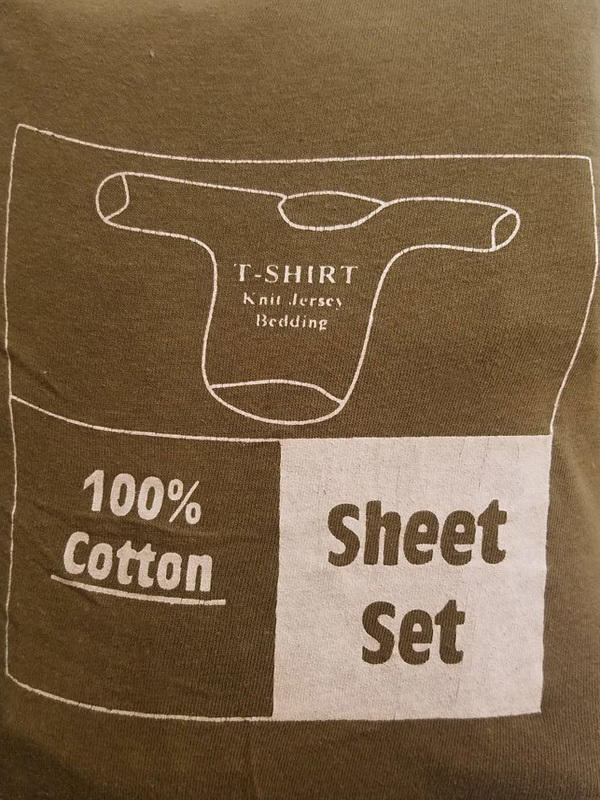 T-SHIRT
Knit Jersey
Bedding
100%
Cotton
Sheet
Set